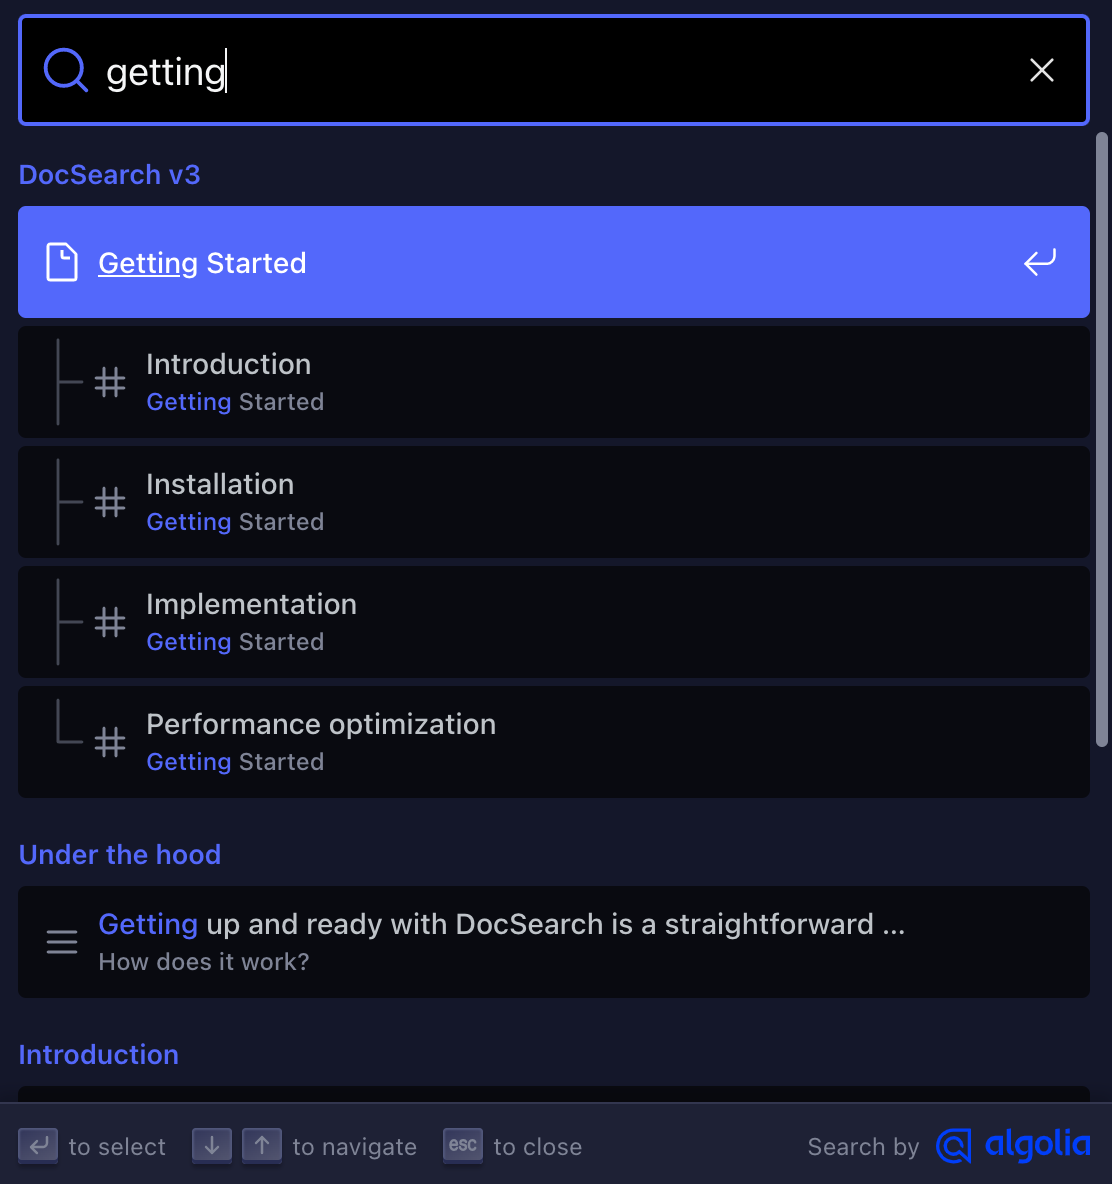 getting
DocSearch v3
Getting Started
Introduction
Getting Started
Installation
Getting Started
Implementation
Getting Started
Performance optimization
Getting Started
Under the hood
Getting up and ready with DocSearch is a straightforward ...
How does it work?
Introduction
to select to navigate esc to close Search by algolia